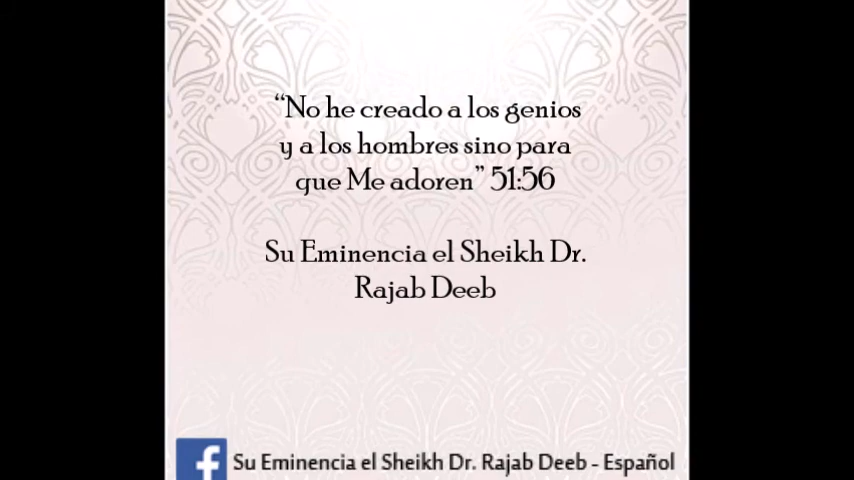 “No he creado a los genios
y a los hombres sino para
que Me adoren” 51:56
Su Eminencia el Sheikh Dr.
Rajab Deeb
f Su Eminencia el Sheikh Dr. Rajab Deeb - Español